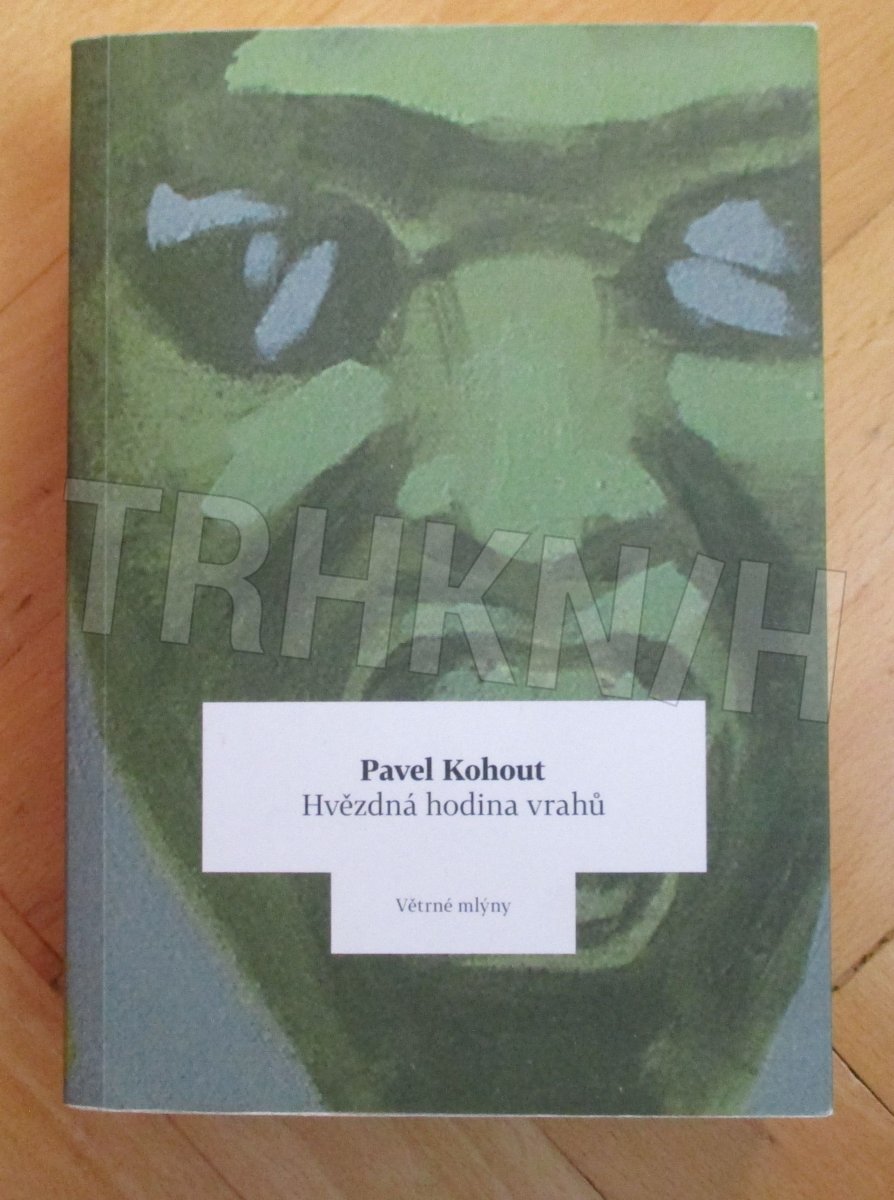 TRHKNIH
Pavel Kohout
Hvězdná hodina vrahů
Větrné mlýny